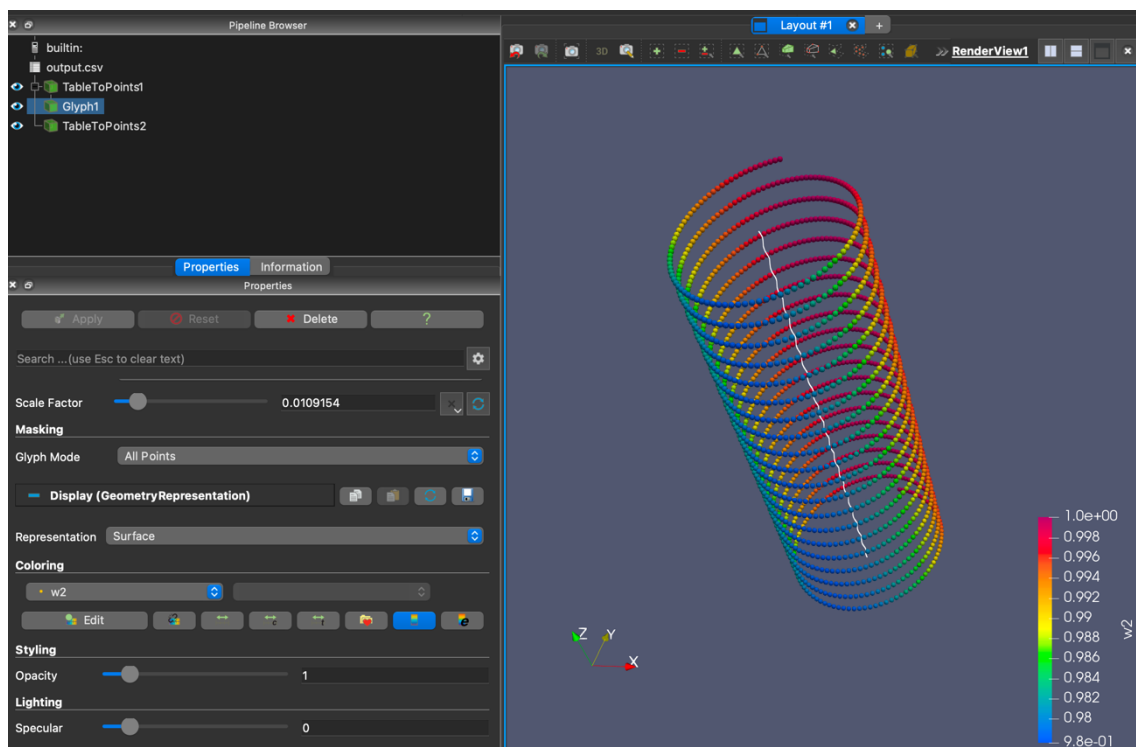 Pipeline Browser
builtin:
output.csv
TableToPoints1
Glyph1
TableToPoints2
Properties Information
Properties
Apply Reset Delete ?
Search ...(use Esc to clear text)
Scale Factor 0.0109154
Masking
Glyph Mode All Points
Display (GeometryRepresentation)
Representation Surface
Coloring
w2
Edit
Styling
Opacity 1
Lighting
Specular 0
Layout #1 +
3D RenderView1
Z Y X
1.0e+00
0.998
0.996
0.994
0.992
0.99
0.988
0.986
0.984
0.982
0.98
9.8e-01
w2